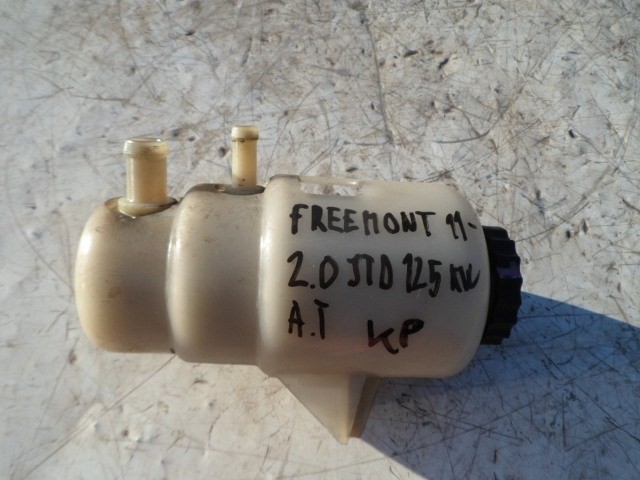 FREEMONT 11-
2.0 JTD 125 KW
A.T KP